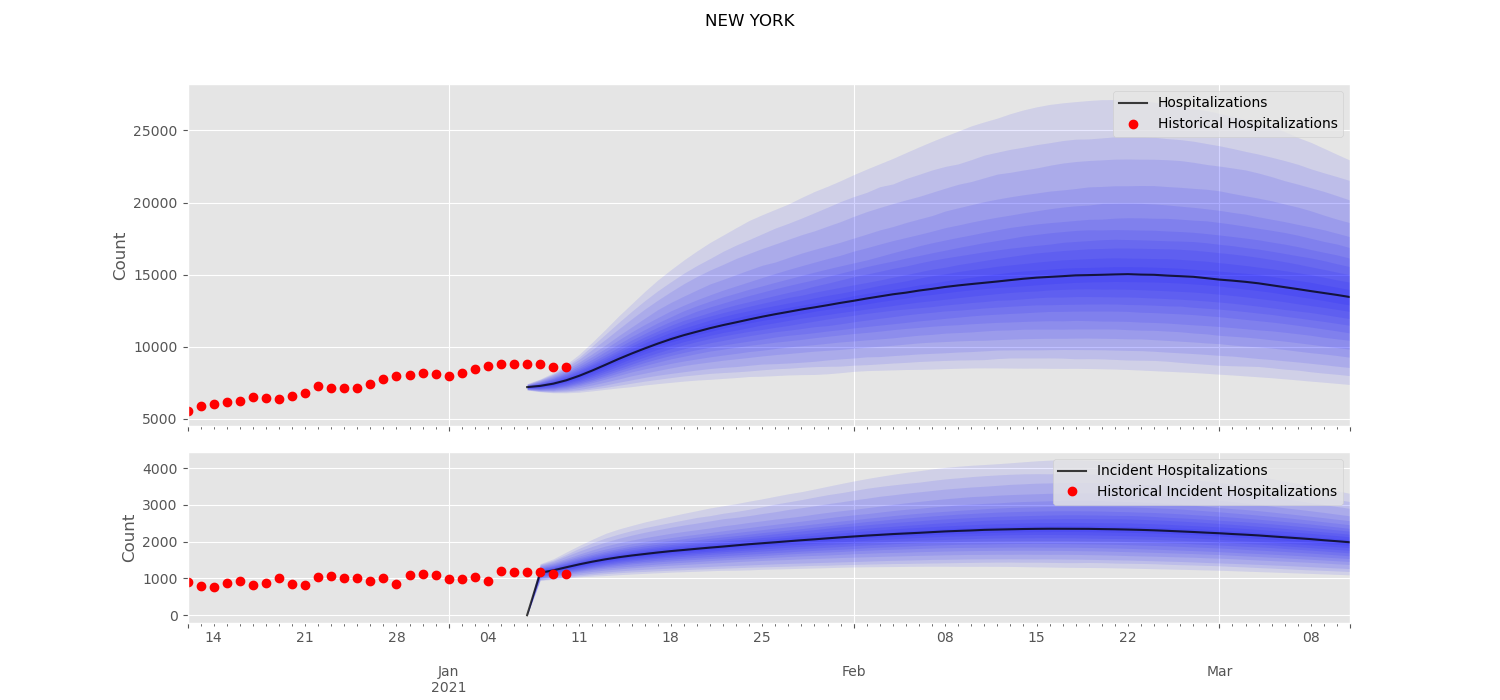 NEW YORK
Hospitalizations
Historical Hospitalizations
25000
20000
15000
10000
5000
Count
Incident Hospitalizations
Historical Incident Hospitalizations
4000
3000
2000
1000
0
Count
14 21 28 04 11 18 25 08 15 22 08
Jan Feb Mar
2021